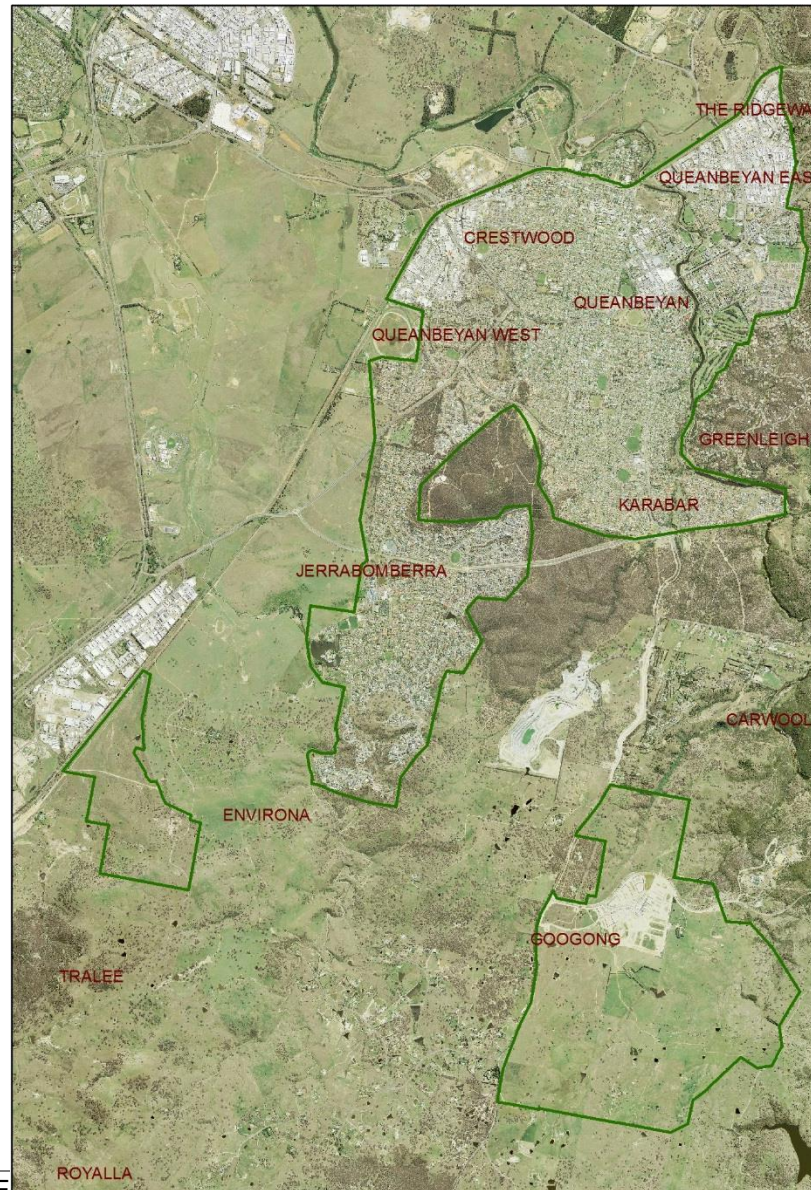 THE RIDGEWA
QUEANBEYAN EAS
CRESTWOOD
QUEANBEYAN
QUEANBEYAN WEST
GREENLEIGH
KARABAR
JERRABOMBERRA
CARWOOL
ENVIRONA
GOOGONG
TRALEE
ROYALLA
E